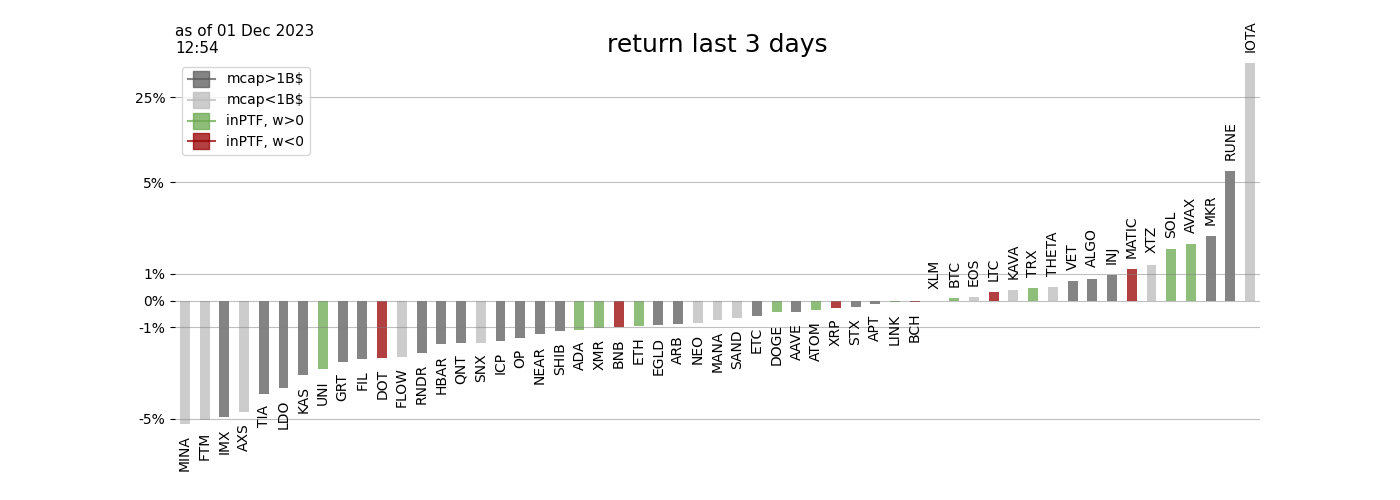 as of 01 Dec 2023
12:54
return last 3 days
mcap>1B$
mcap<1B$
inPTF, w>0
inPTF, w<0
25%
5%
1%
0%
-1%
-5%
MINA
FTM
IMX
AXS
TIA
LDO
KAS
UNI
GRT
FIL
DOT
FLOW
RNDR
HBAR
QNT
SNX
ICP
OP
NEAR
SHIB
ADA
XMR
BNB
ETH
EGLD
ARB
NEO
MANA
SAND
ETC
DOGE
AAVE
ATOM
XRP
STX
APT
LINK
BCH
XLM
BTC
EOS
LTC
KAVA
TRX
THETA
VET
ALGO
INJ
MATIC
XTZ
SOL
AVAX
MKR
RUNE
IOTA